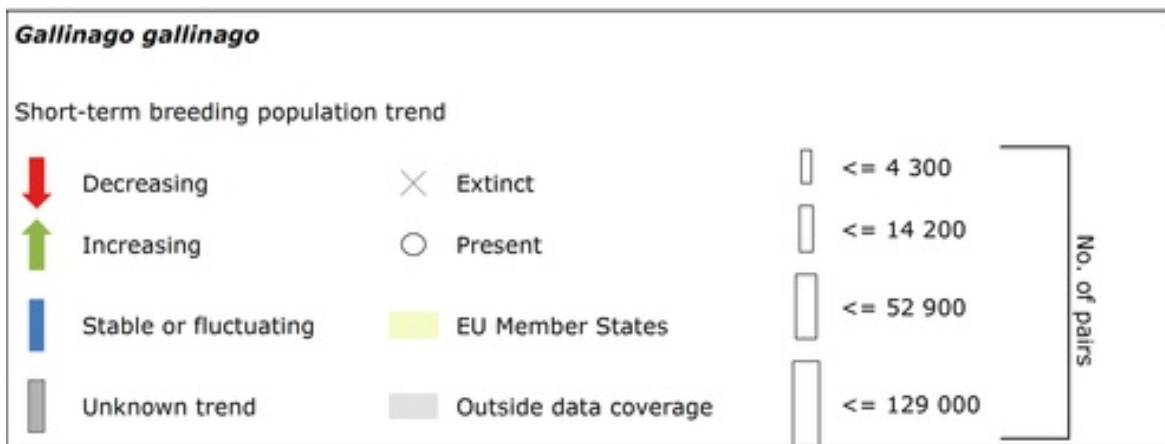 Gallinago gallinago
Short-term breeding population trend
Decreasing
Extinct
<= 4 300
Increasing
Present
<= 14 200
Stable or fluctuating
EU Member States
<= 52 900
Unknown trend
Outside data coverage
<= 129 000
No. of pairs